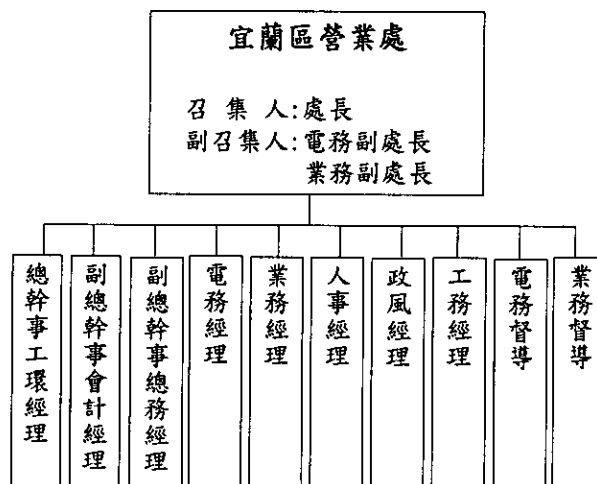 宜蘭區營業處
召 集 人:處長
副召集人:電務副處長
業務副處長
總幹事工環經理
副總幹事會計經理
副總幹事總務經理
電務經理
業務經理
人事經理
政風經理
工務經理
電務督導
業務督導